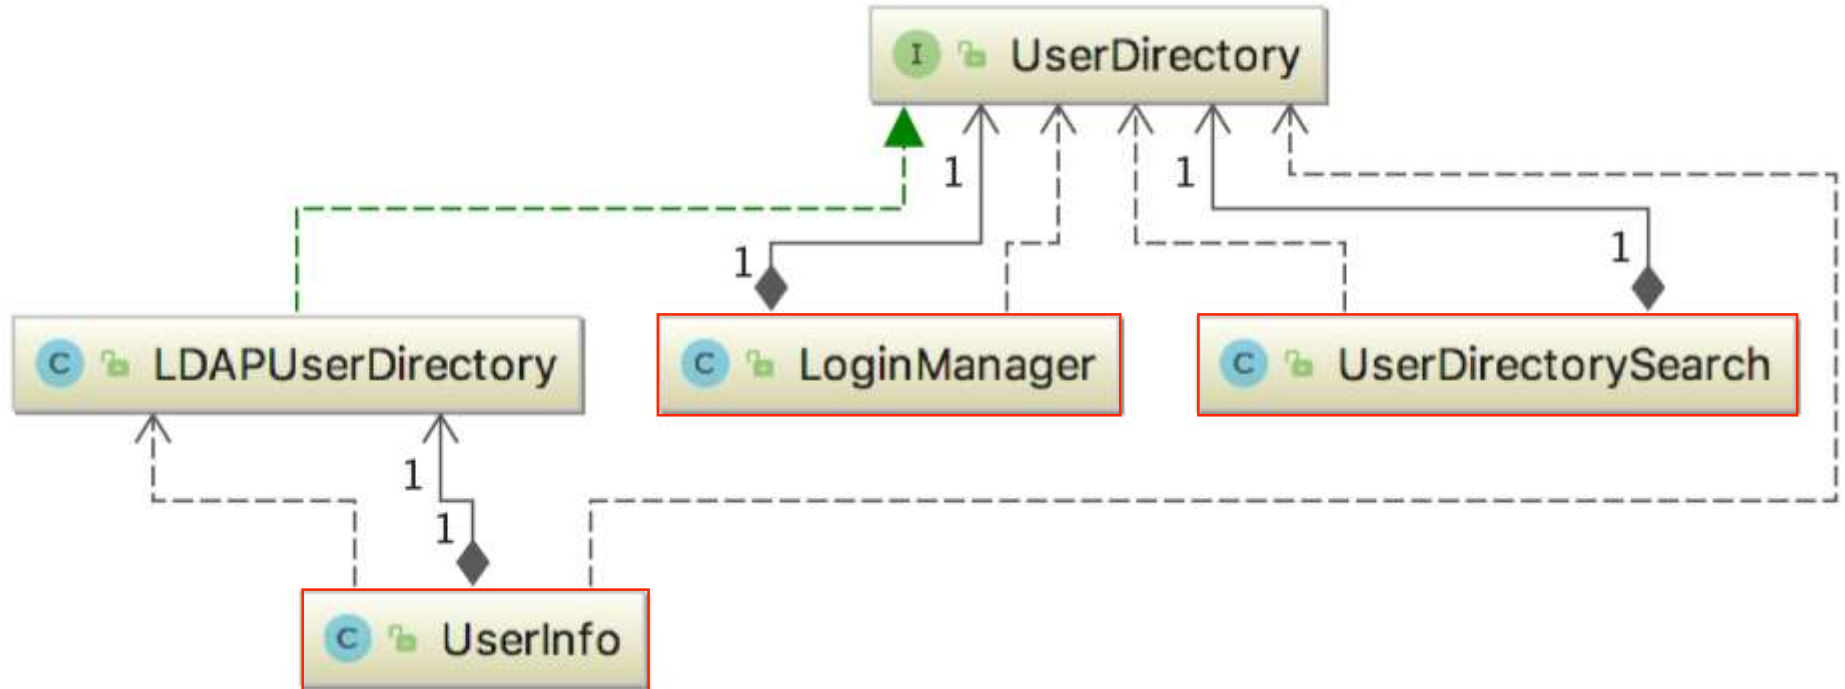 I UserDirectory
1
1
1
1
C LDAPUserDirectory
C LoginManager
C UserDirectorySearch
1
1
C UserInfo